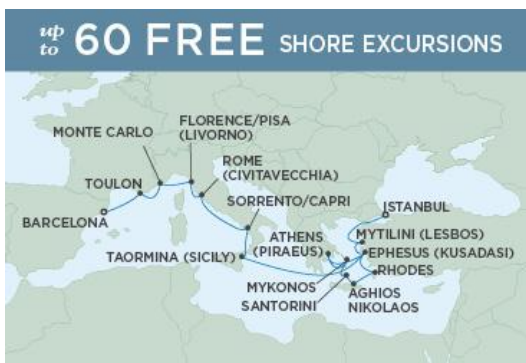 up to 60 FREE SHORE EXCURSIONS
FLORENCE/PISA
(LIVORNO)
MONTE CARLO
ROME
(CIVITAVECCHIA)
TOULON
SORRENTO/CAPRI
ISTANBUL
BARCELONA
MYTILINI (LESBOS)
ATHENS
(PIRAEUS)
EPHESUS (KUSADASI)
TAORMINA (SICILY)
RHODES
MYKONOS
SANTORINI
AGHIOS
NIKOLAOS